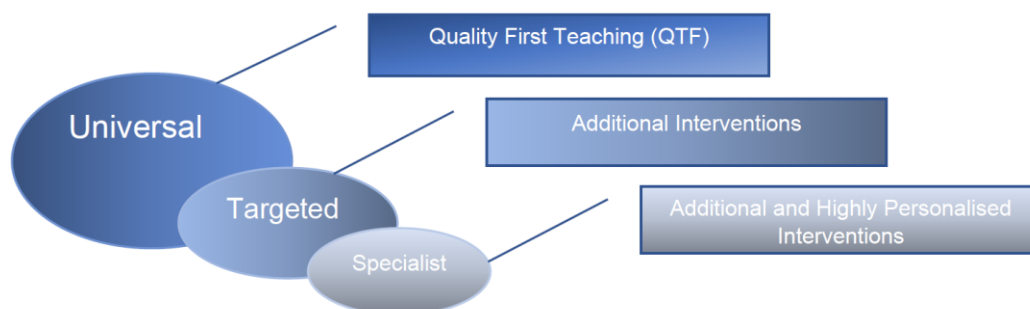 Quality First Teaching (QTF)
Universal
Additional Interventions
Targeted
Additional and Highly Personalised
Interventions
Specialist